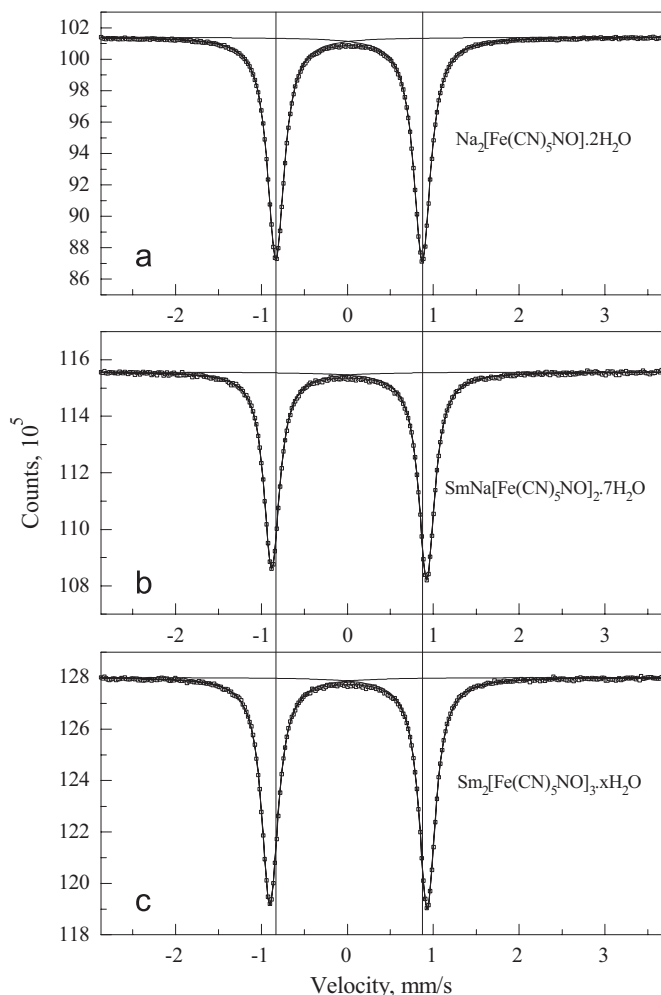 102
100
98
96
94
92
90
88
86
Na₂[Fe(CN)₅NO].2H₂O
a
-2 -1 0 1 2 3
116
114
112
110
108
Counts, 10⁵
SmNa[Fe(CN)₅NO]₂.7H₂O
b
-2 -1 0 1 2 3
128
126
124
122
120
118
Sm₂[Fe(CN)₅NO]₃.xH₂O
c
-2 -1 0 1 2 3
Velocity, mm/s